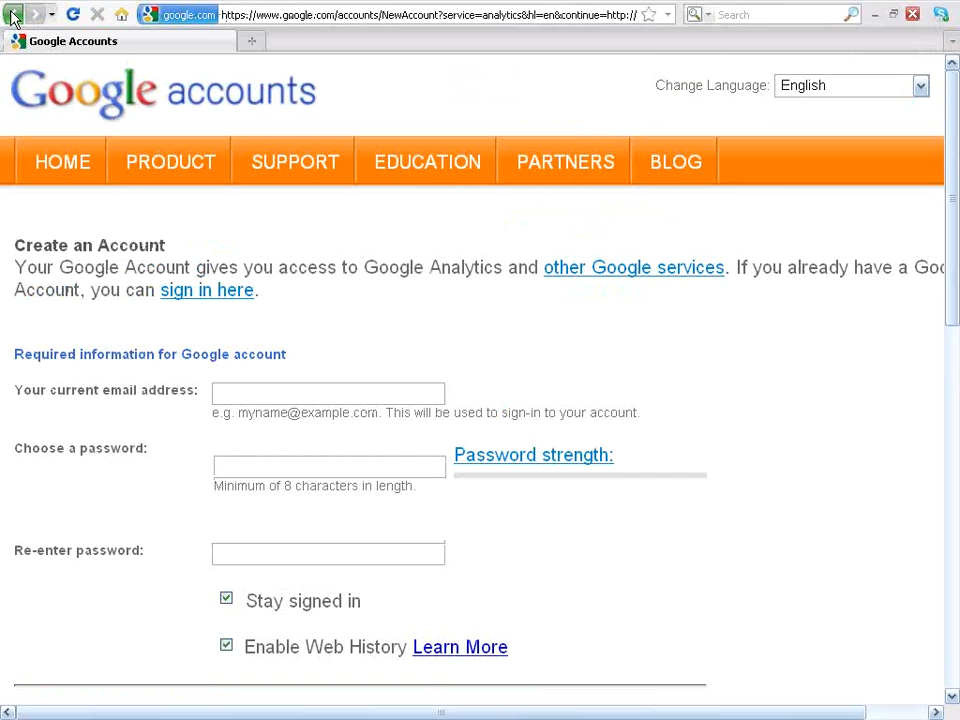 google.com https://www.google.com/accounts/NewAccount?service=analytics&hl=en&continue=http:// Search
Google Accounts
Google accounts
Change Language: English
HOME PRODUCT SUPPORT EDUCATION PARTNERS BLOG
Create an Account
Your Google Account gives you access to Google Analytics and other Google services. If you already have a Goo
Account, you can sign in here.
Required information for Google account
Your current email address:
e.g. myname@example.com. This will be used to sign-in to your account.
Choose a password:
Password strength:
Minimum of 8 characters in length.
Re-enter password:
Stay signed in
Enable Web History Learn More